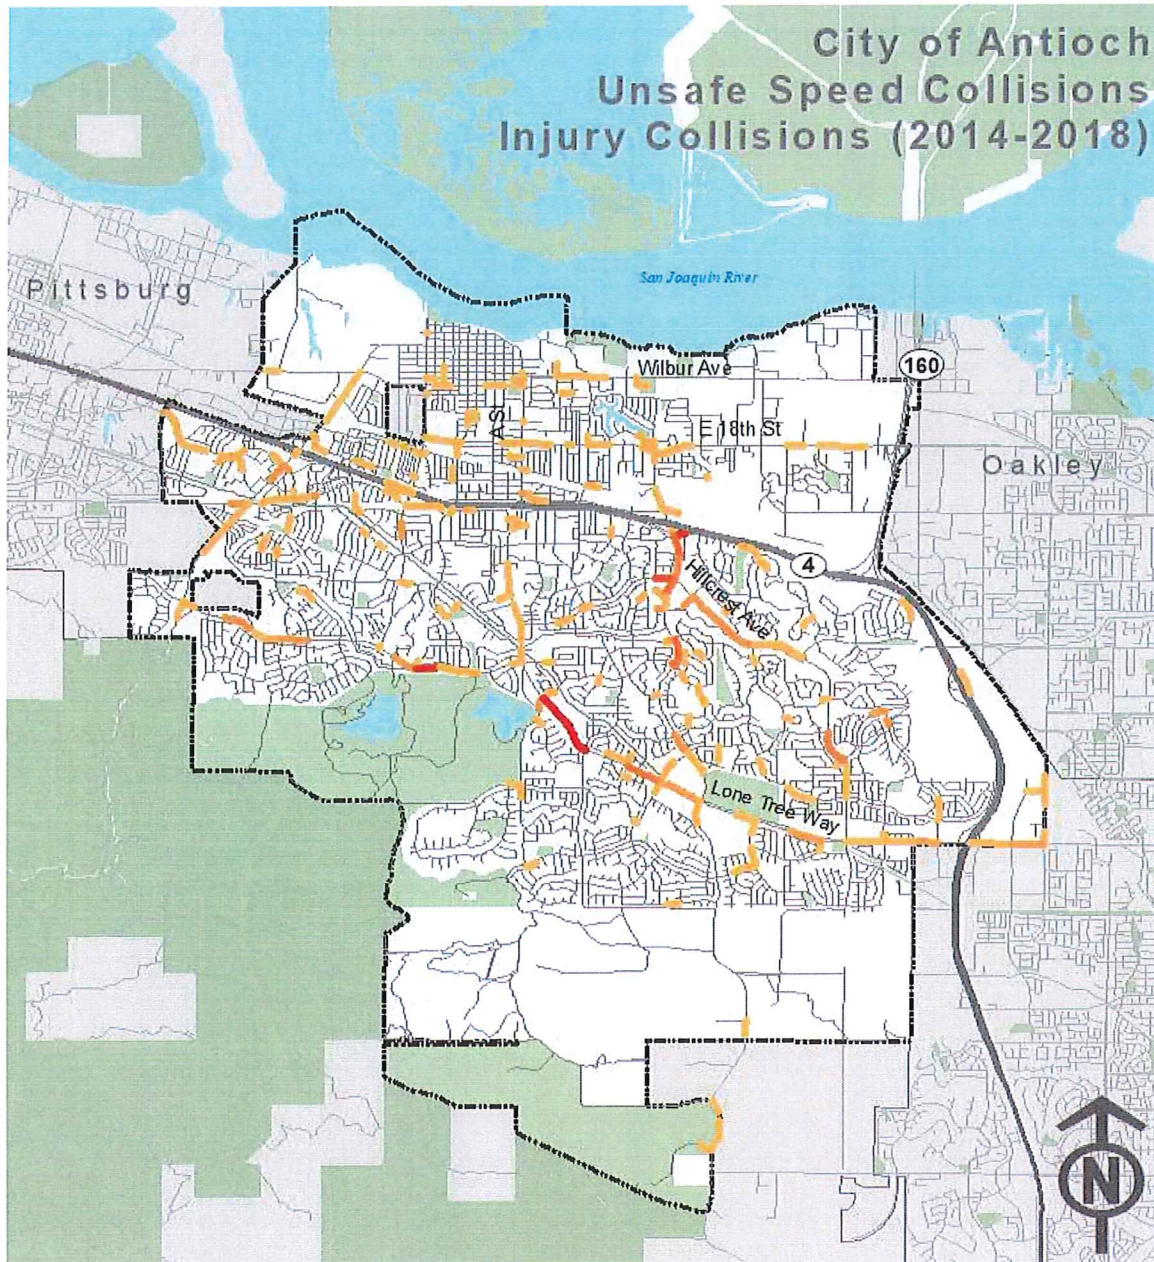 City of Antioch
Unsafe Speed Collisions
Injury Collisions (2014-2018)
San Joaquin River
Pittsburg
160
Wilbur Ave
A St
E 18th St
Oakley
4
Hillcrest Ave
Lone Tree Way
N